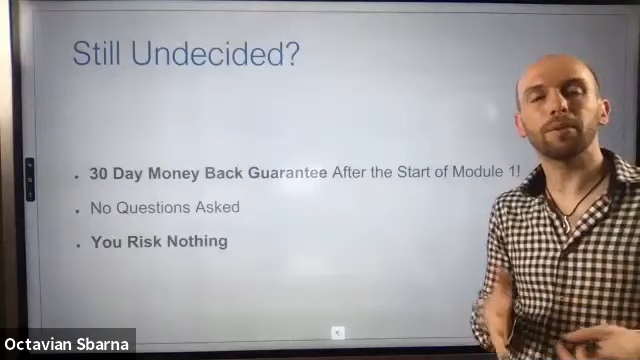 Still Undecided?
30 Day Money Back Guarantee After the Start of Module 1!
No Questions Asked
You Risk Nothing
Octavian Sbarna